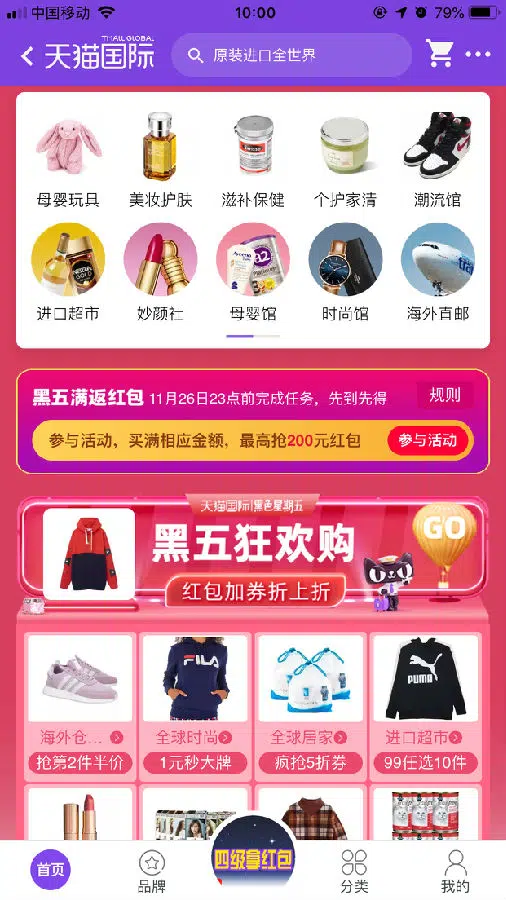 中国移动
10:00
79%
TMALL GLOBAL
天猫国际
原装进口全世界
母婴玩具 美妆护肤 滋补保健 个护家清 潮流馆
进口超市 妙颜社 母婴馆 时尚馆 海外直邮
黑五满返红包 11月26日23点前完成任务，先到先得 规则
参与活动，买满相应金额，最高抢200元红包 参与活动
天猫国际|黑色星期五
黑五狂欢购
GO
红包加券折上折
FILA
PUMA
海外仓... 全球时尚 全球居家 进口超市
抢第2件半价 1元秒大牌 疯抢5折券 99任选10件
四级拿红包
首页 品牌 分类 我的